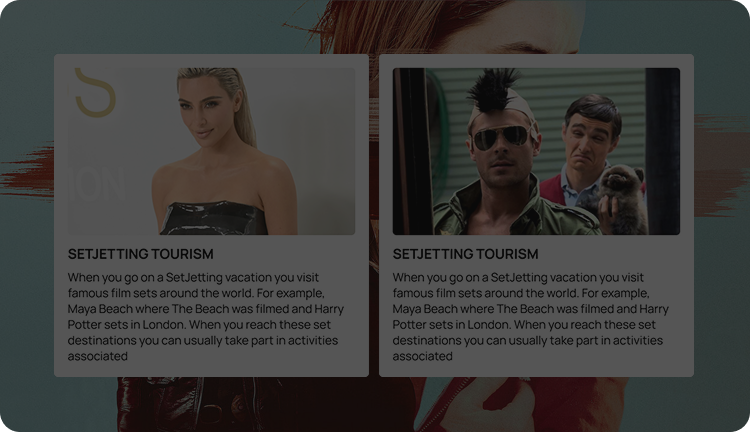 S
ION
SETJETTING TOURISM
When you go on a SetJetting vacation you visit
famous film sets around the world. For example,
Maya Beach where The Beach was filmed and Harry
Potter sets in London. When you reach these set
destinations you can usually take part in activities
associated
SETJETTING TOURISM
When you go on a SetJetting vacation you visit
famous film sets around the world. For example,
Maya Beach where The Beach was filmed and Harry
Potter sets in London. When you reach these set
destinations you can usually take part in activities
associated